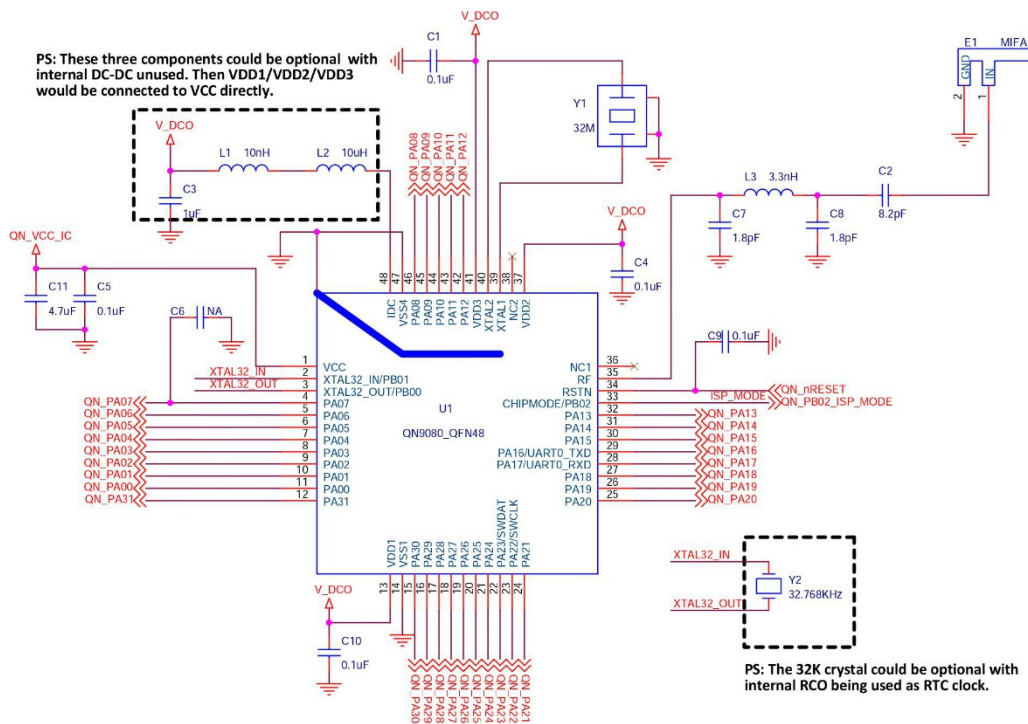 PS: These three components could be optional with
internal DC-DC unused. Then VDD1/VDD2/VDD3
would be connected to VCC directly.
V_DCO
L1 10nH
L2 10uH
C3
1uF
V_DCO
C1
0.1uF
QN_PA08
QN_PA09
QN_PA10
QN_PA11
QN_PA12
Y1
32M
E1 MIFA
GND
IN
2
1
L3 3.3nH
C2
8.2pF
C7
1.8pF
C8
1.8pF
V_DCO
C4
0.1uF
QN_VCC_IC
C11
4.7uF
C5
0.1uF
C6 NA
C9 0.1uF
48 IDC
47 VSS4
46 PA08
45 PA09
44 PA10
43 PA11
42 PA12
41 VDD3
40 XTAL2
39 XTAL1
38 NC2
37 VDD2
1 VCC
XTAL32_IN 2 XTAL32_IN/PB01
XTAL32_OUT 3 XTAL32_OUT/PB00
QN_PA07 4 PA07
QN_PA06 5 PA06
QN_PA05 6 PA05
QN_PA04 7 PA04
QN_PA03 8 PA03
QN_PA02 9 PA02
QN_PA01 10 PA01
QN_PA00 11 PA00
QN_PA31 12 PA31
U1
QN9080_QFN48
NC1 36
RF 35
RSTN 34 QN_nRESET
CHIPMODE/PB02 33 ISP_MODE QN_PB02_ISP_MODE
PA13 32 QN_PA13
PA14 31 QN_PA14
PA15 30 QN_PA15
PA16/UART0_TXD 29 QN_PA16
PA17/UART0_RXD 28 QN_PA17
PA18 27 QN_PA18
PA19 26 QN_PA19
PA20 25 QN_PA20
VDD1 13
VSS1 14
PA30 15 QN_PA30
PA29 16 QN_PA29
PA28 17 QN_PA28
PA27 18 QN_PA27
PA26 19 QN_PA26
PA25 20 QN_PA25
PA24 21 QN_PA24
PA23/SWDAT 22 QN_PA23
PA22/SWCLK 23 QN_PA22
PA21 24 QN_PA21
V_DCO
C10
0.1uF
XTAL32_IN
XTAL32_OUT
Y2
32.768KHz
PS: The 32K crystal could be optional with
internal RCO being used as RTC clock.